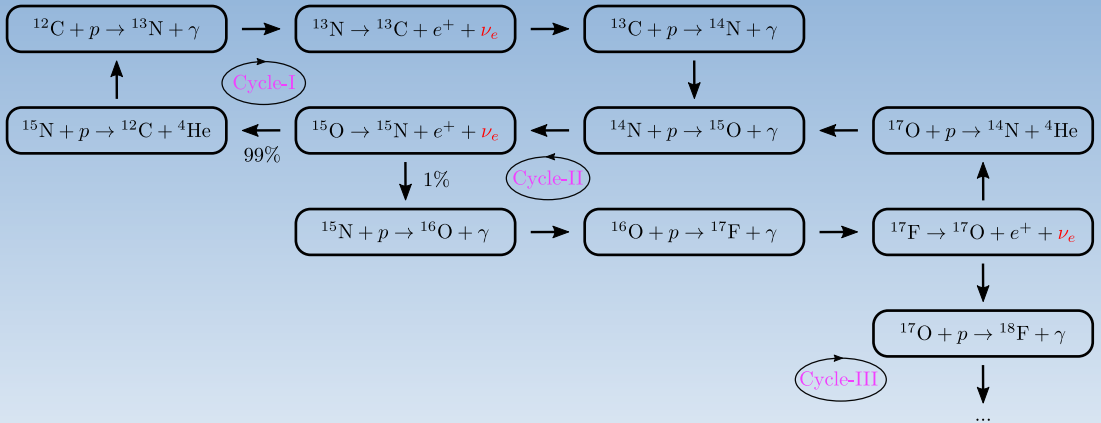 ¹²C + p → ¹³N + γ
¹³N → ¹³C + e⁺ + νₑ
¹³C + p → ¹⁴N + γ
Cycle-I
¹⁵N + p → ¹²C + ⁴He
99%
¹⁵O → ¹⁵N + e⁺ + νₑ
¹⁴N + p → ¹⁵O + γ
¹⁷O + p → ¹⁴N + ⁴He
1%
Cycle-II
¹⁵N + p → ¹⁶O + γ
¹⁶O + p → ¹⁷F + γ
¹⁷F → ¹⁷O + e⁺ + νₑ
¹⁷O + p → ¹⁸F + γ
Cycle-III
...